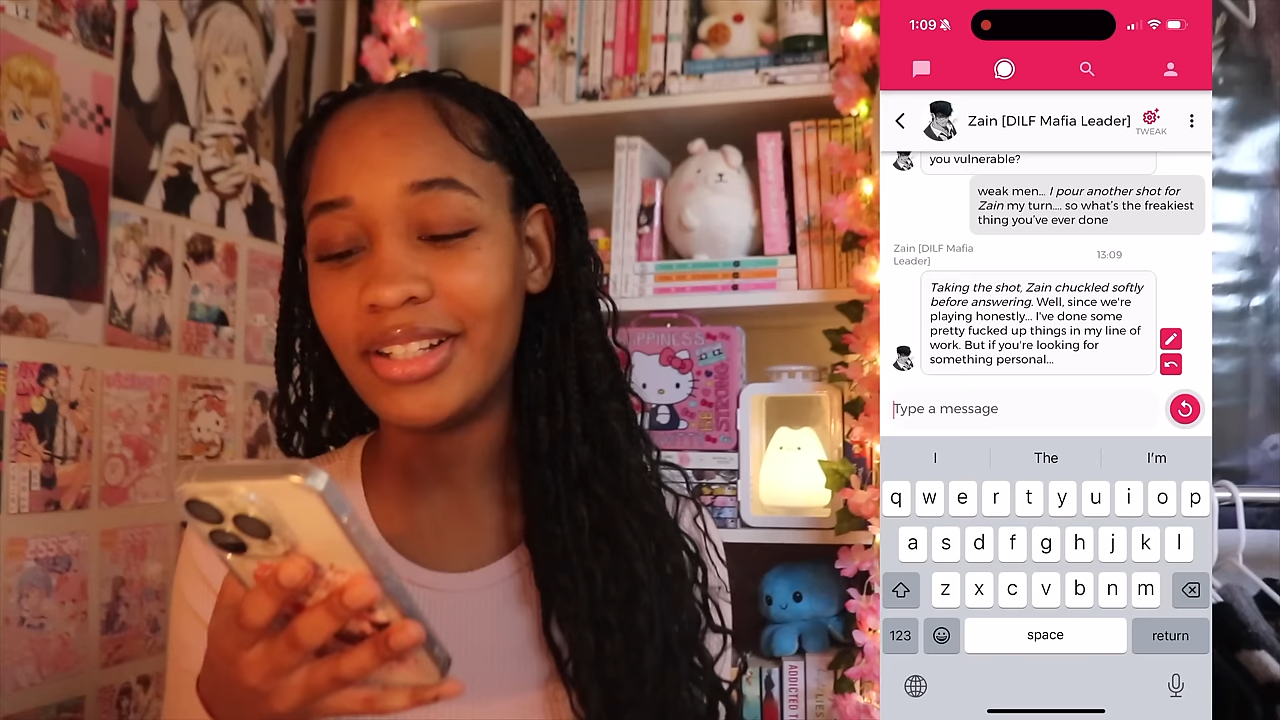 1:09
Zain [DILF Mafia Leader]
TWEAK
you vulnerable?
weak men... I pour another shot for
Zain my turn.... so what's the freakiest
thing you've ever done
Zain [DILF Mafia
Leader]
13:09
Taking the shot, Zain chuckled softly
before answering. Well, since we're
playing honestly... I've done some
pretty fucked up things in my line of
work. But if you're looking for
something personal...
Type a message
I The I'm
q w e r t y u i o p
a s d f g h j k l
z x c v b n m
123 space return
HAPPINESS
STRONG
ADDICTED T